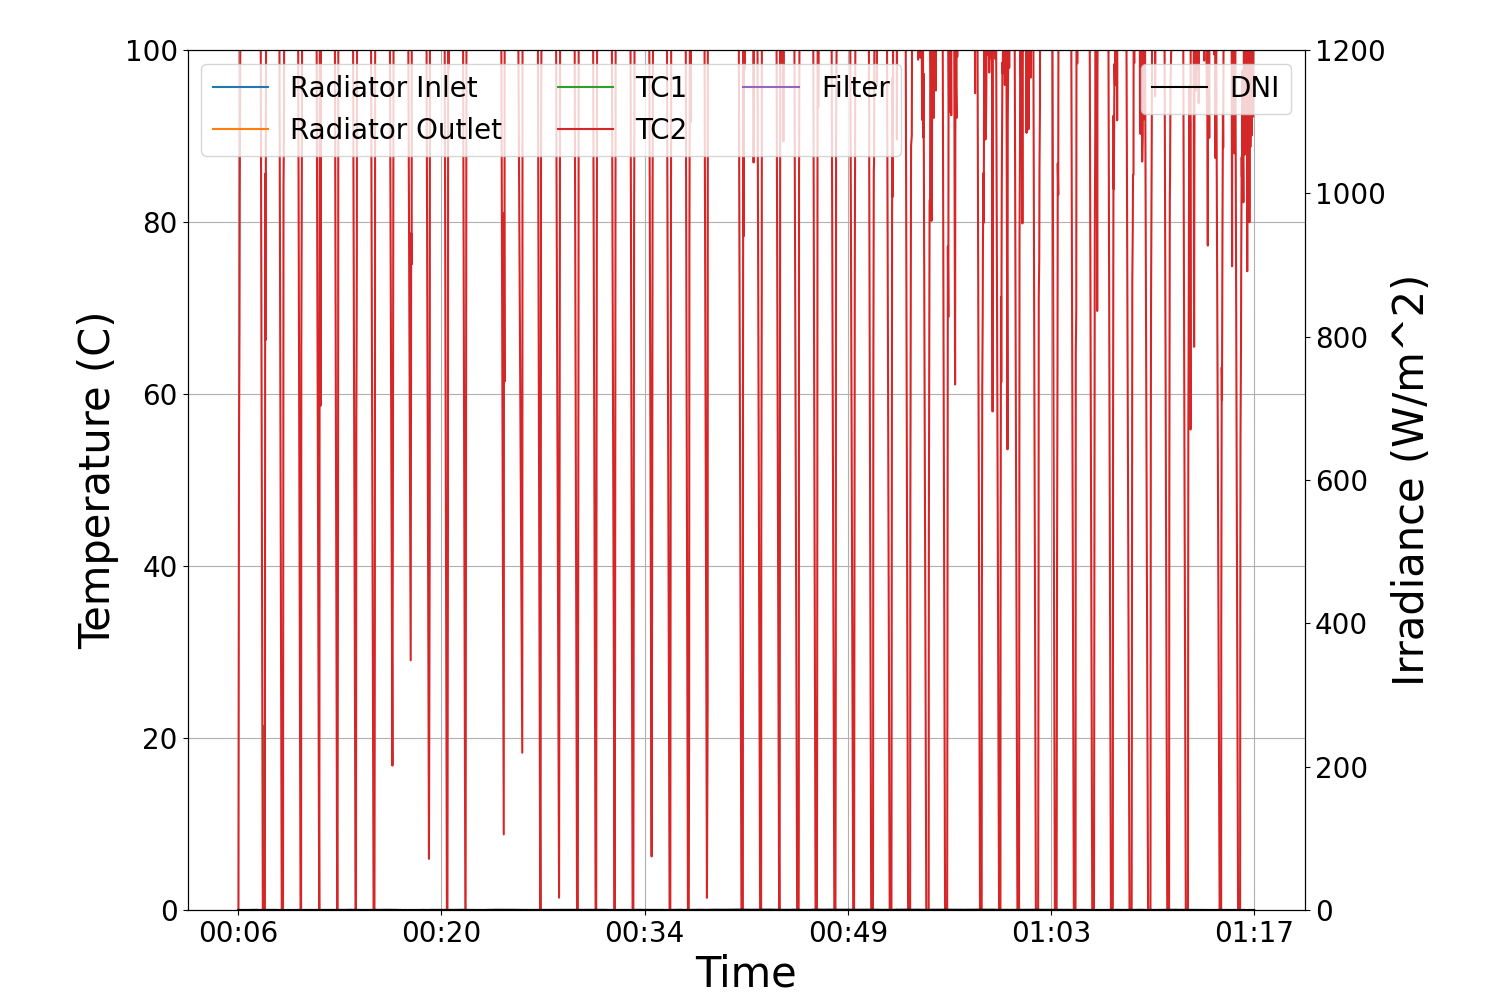 100
80
60
40
20
0
Temperature (C)
Radiator Inlet
Radiator Outlet
TC1
TC2
Filter
DNI
1200
1000
800
600
400
200
0
Irradiance (W/m^2)
00:06
00:20
00:34
00:49
01:03
01:17
Time